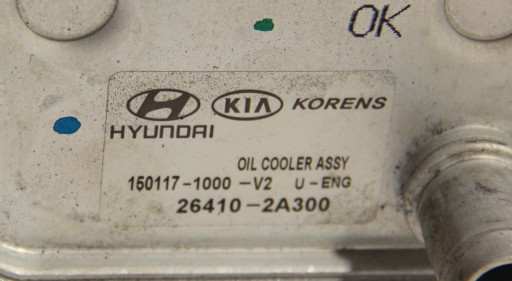 OK
KIA KORENS
HYUNDAI
OIL COOLER ASSY
150117-1000-V2 U-ENG
26410-2A300